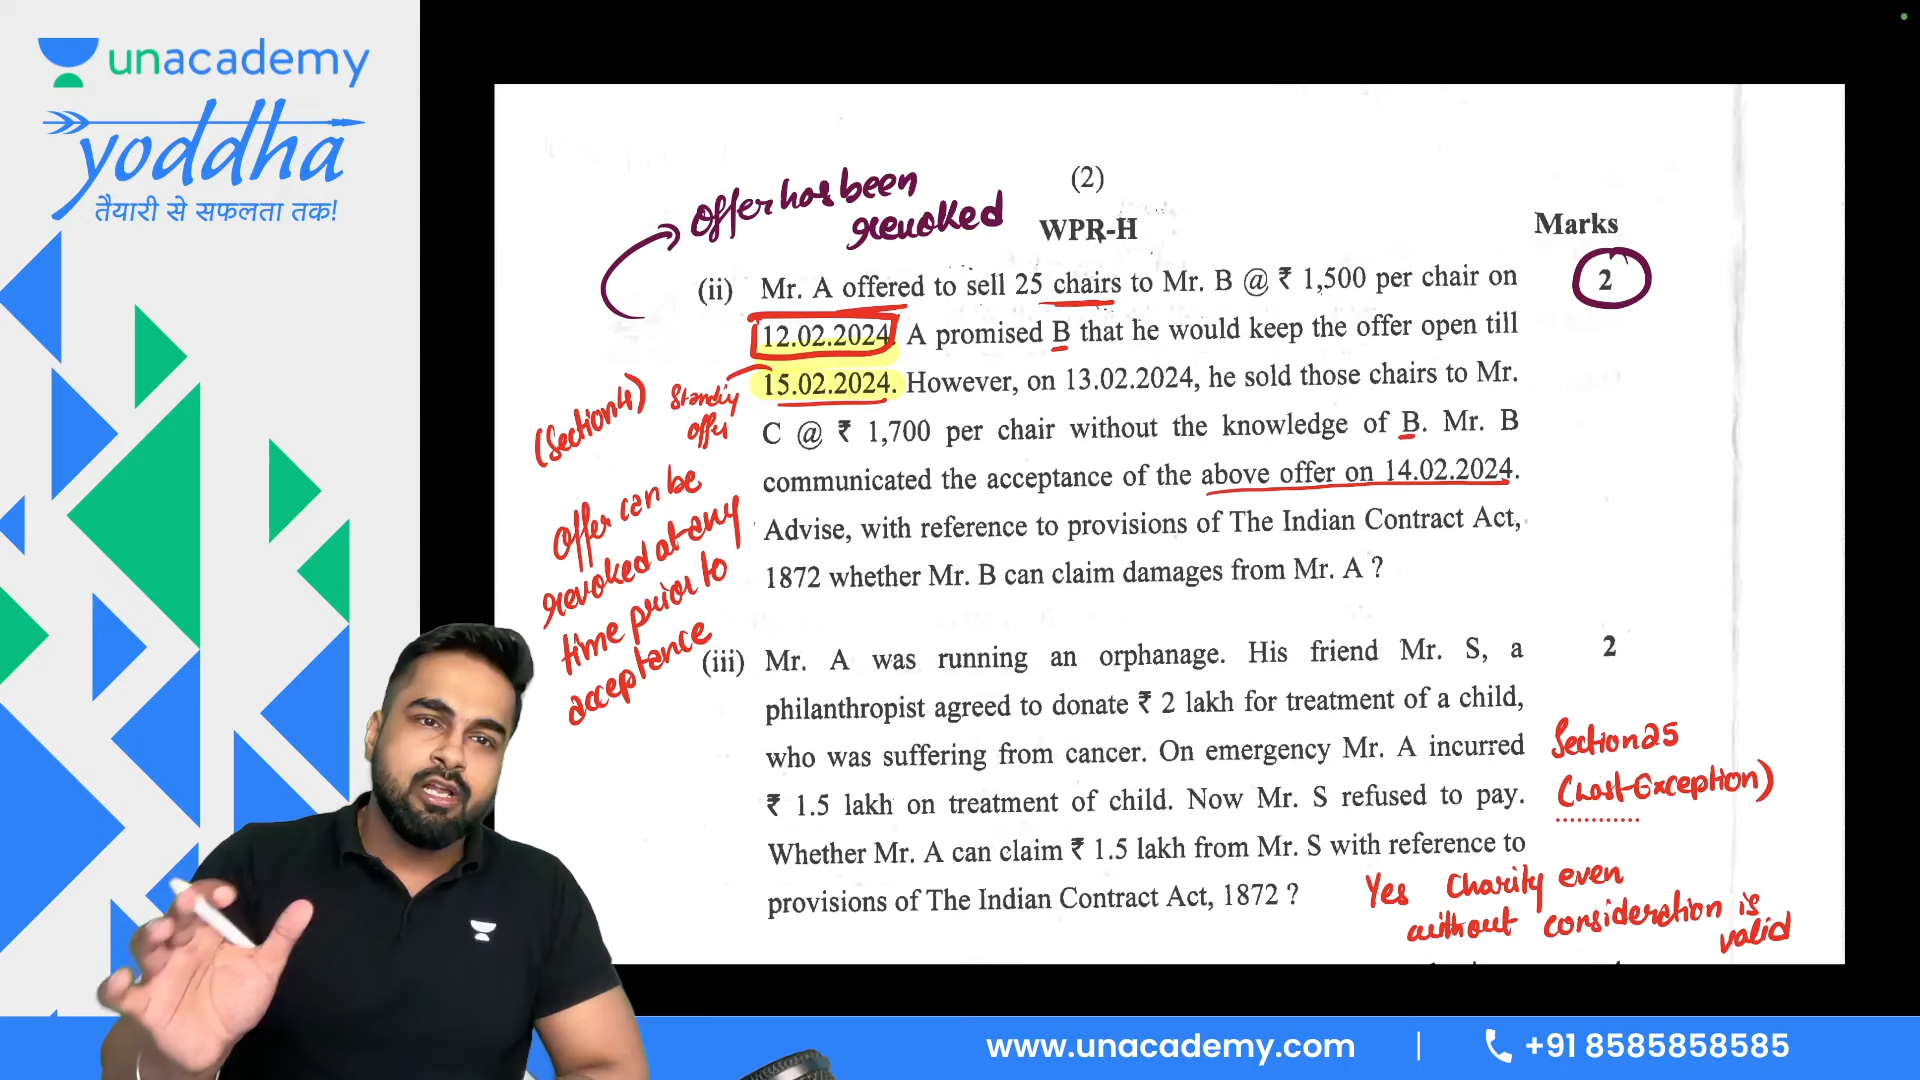 unacademy
yoddha
तैयारी से सफलता तक!
Offer has been
revoked
(2)
WPR-H
Marks
(ii) Mr. A offered to sell 25 chairs to Mr. B @ ₹ 1,500 per chair on
2
12.02.2024. A promised B that he would keep the offer open till
15.02.2024. However, on 13.02.2024, he sold those chairs to Mr.
C @ ₹ 1,700 per chair without the knowledge of B. Mr. B
communicated the acceptance of the above offer on 14.02.2024.
Advise, with reference to provisions of The Indian Contract Act,
1872 whether Mr. B can claim damages from Mr. A ?
(Section 4)
Standing
offer
Offer can be
revoked at any
time prior to
acceptance
(iii) Mr. A was running an orphanage. His friend Mr. S, a
2
philanthropist agreed to donate ₹ 2 lakh for treatment of a child,
who was suffering from cancer. On emergency Mr. A incurred
₹ 1.5 lakh on treatment of child. Now Mr. S refused to pay.
Whether Mr. A can claim ₹ 1.5 lakh from Mr. S with reference to
provisions of The Indian Contract Act, 1872 ?
Section 25
(Last Exception)
Yes Charity even
without consideration is
valid
www.unacademy.com | +91 8585858585